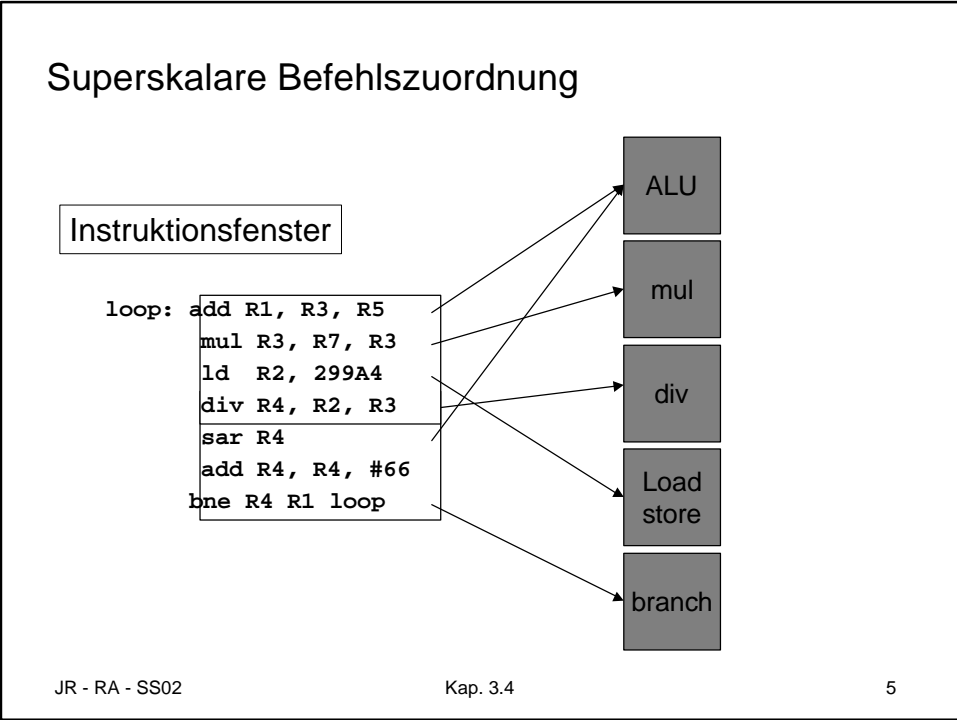 Superskalare Befehlszuordnung
Instruktionsfenster
loop: add R1, R3, R5
mul R3, R7, R3
ld R2, 299A4
div R4, R2, R3
sar R4
add R4, R4, #66
bne R4 R1 loop
ALU
mul
div
Load
store
branch
JR - RA - SS02
Kap. 3.4
5